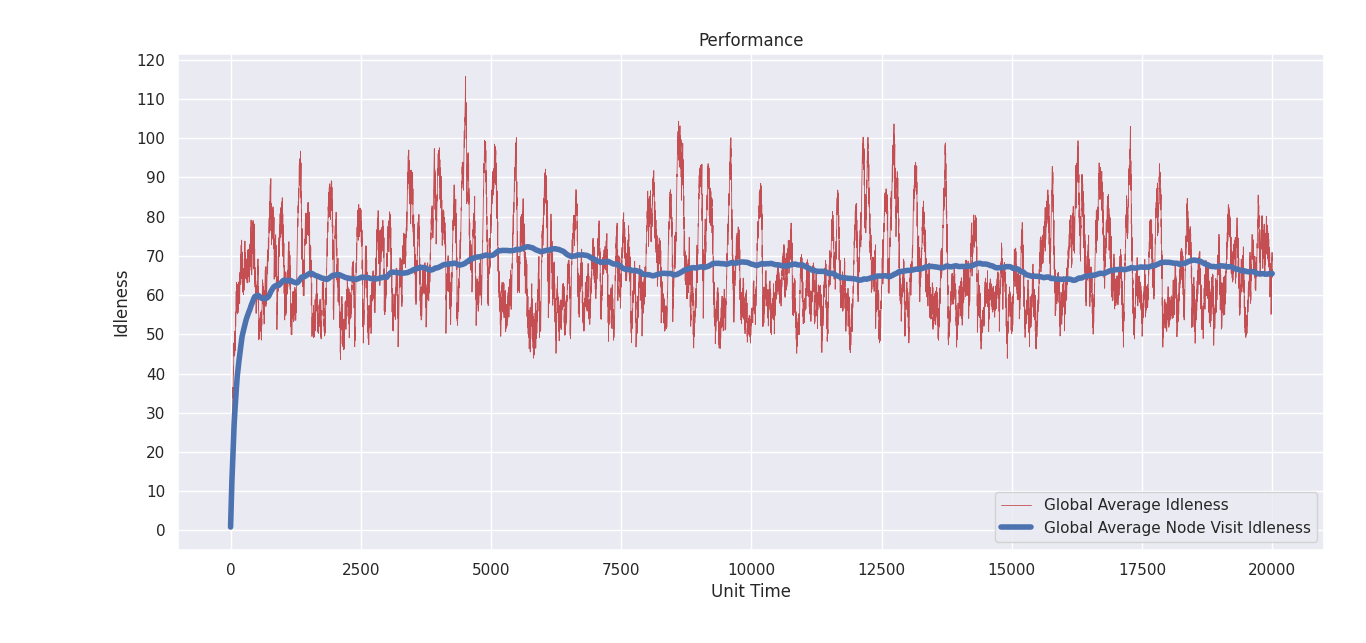 Performance
120
110
100
90
80
70
60
50
40
30
20
10
0
Idleness
Global Average Idleness
Global Average Node Visit Idleness
0 2500 5000 7500 10000 12500 15000 17500 20000
Unit Time